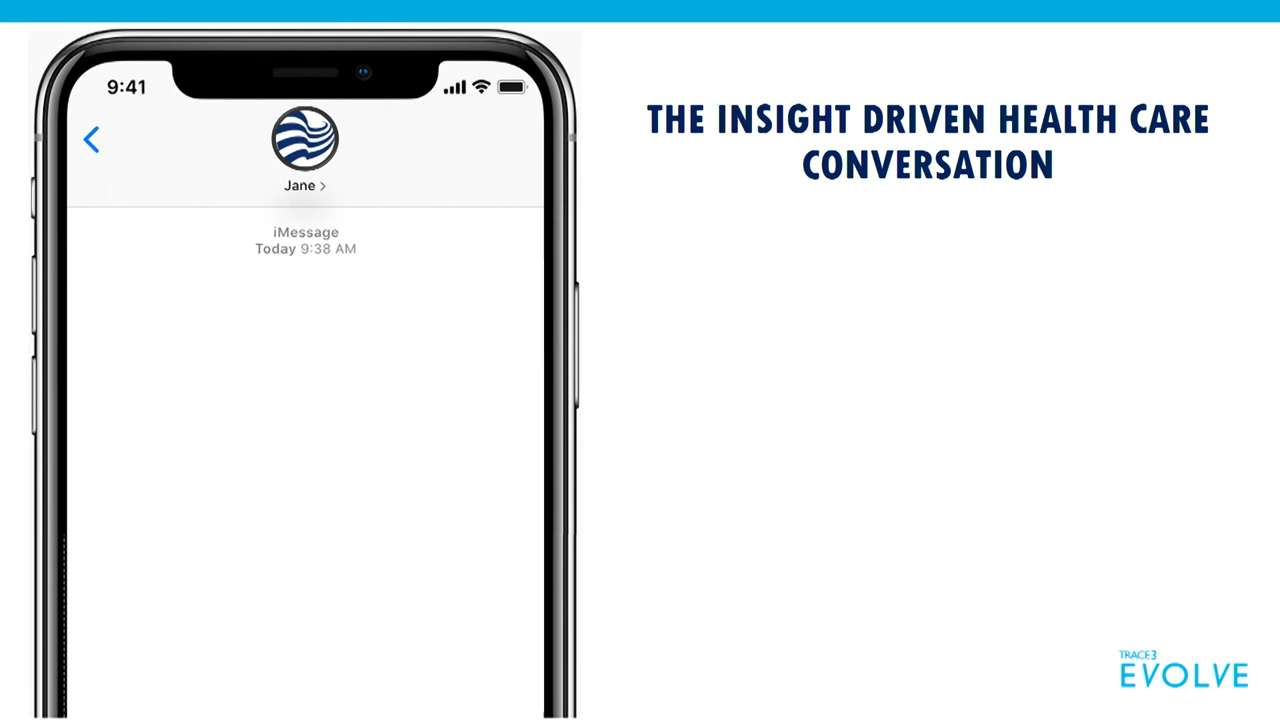 9:41
Jane >
iMessage
Today 9:38 AM
THE INSIGHT DRIVEN HEALTH CARE
CONVERSATION
TRACE3
EVOLVE